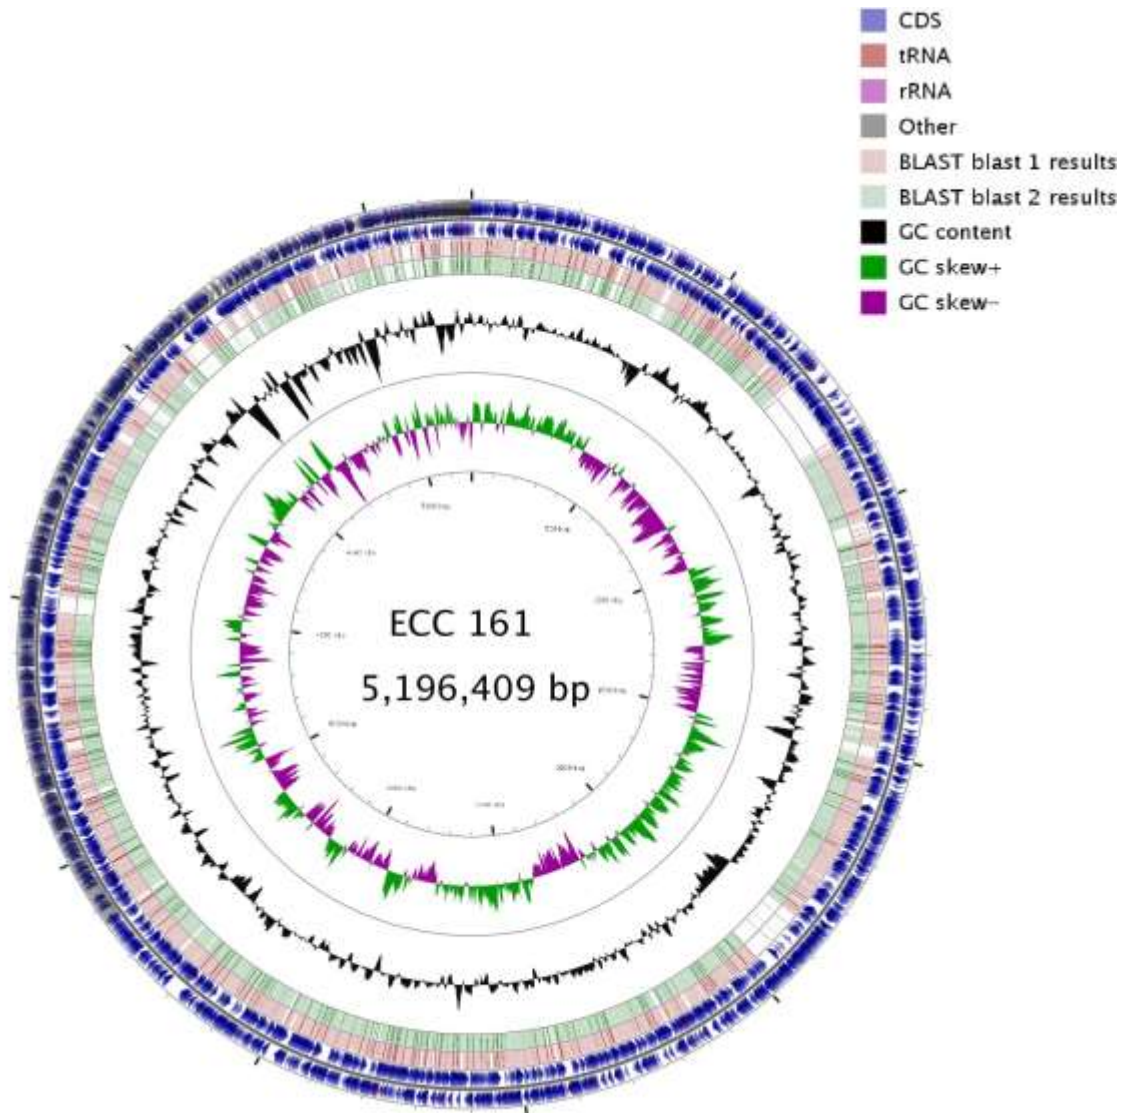 CDS
tRNA
rRNA
Other
BLAST blast 1 results
BLAST blast 2 results
GC content
GC skew+
GC skew-
ECC 161
5,196,409 bp